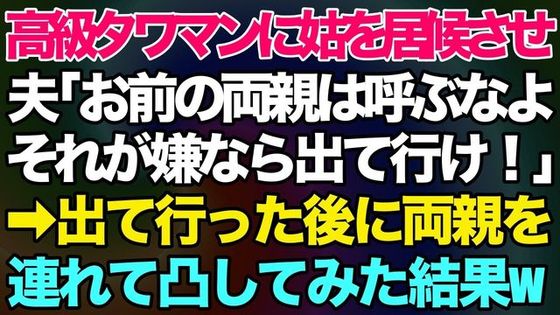 高級タワマンに姑を居候させ
夫「お前の両親は呼ぶなよ
それが嫌なら出て行け！」
➡出て行った後に両親を
連れて凸してみた結果w